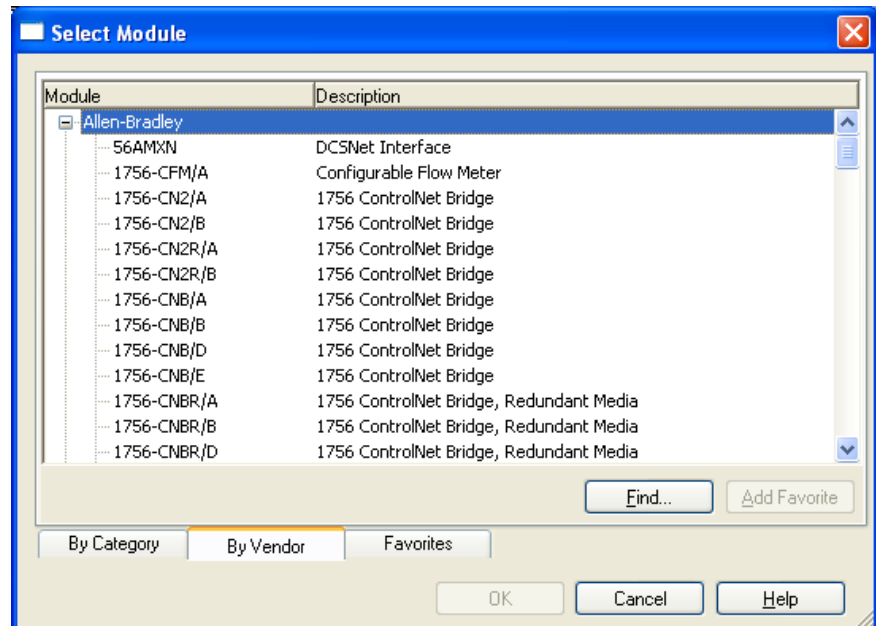 Select Module
Module Description
Allen-Bradley
56AMXN DCSNet Interface
1756-CFM/A Configurable Flow Meter
1756-CN2/A 1756 ControlNet Bridge
1756-CN2/B 1756 ControlNet Bridge
1756-CN2R/A 1756 ControlNet Bridge
1756-CN2R/B 1756 ControlNet Bridge
1756-CNB/A 1756 ControlNet Bridge
1756-CNB/B 1756 ControlNet Bridge
1756-CNB/D 1756 ControlNet Bridge
1756-CNB/E 1756 ControlNet Bridge
1756-CNBR/A 1756 ControlNet Bridge, Redundant Media
1756-CNBR/B 1756 ControlNet Bridge, Redundant Media
1756-CNBR/D 1756 ControlNet Bridge, Redundant Media
Find... Add Favorite
By Category By Vendor Favorites
OK Cancel Help